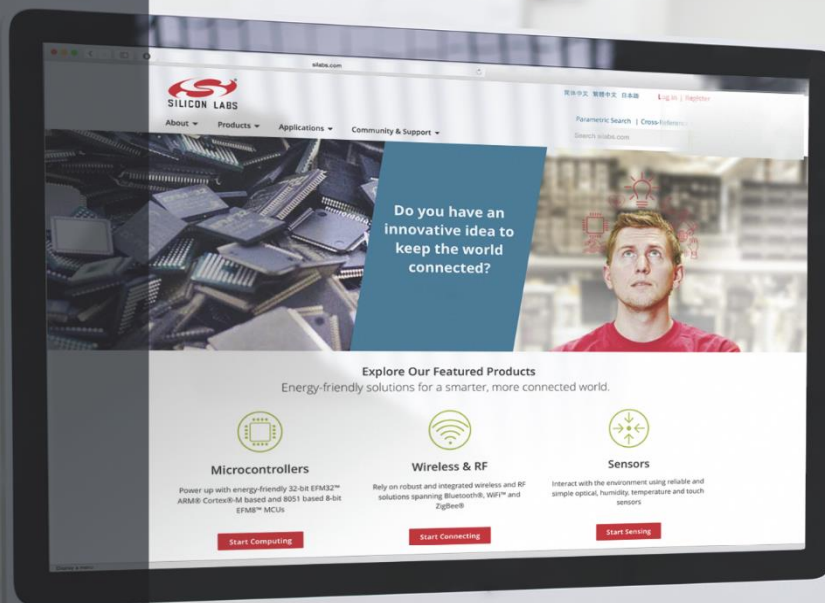 silabs.com
SILICON LABS
简体中文 繁體中文 日本語 Log In | Register
About Products Applications Community & Support
Parametric Search | Cross-Reference
Search silabs.com
Do you have an
innovative idea to
keep the world
connected?
Explore Our Featured Products
Energy-friendly solutions for a smarter, more connected world.
Microcontrollers
Power up with energy-friendly 32-bit EFM32™
ARM® Cortex®-M based and 8051 based 8-bit
EFM8™ MCUs
Start Computing
Wireless & RF
Rely on robust and integrated wireless and RF
solutions spanning Bluetooth®, WiFi™ and
ZigBee®
Start Connecting
Sensors
Interact with the environment using reliable and
simple optical, humidity, temperature and touch
sensors
Start Sensing
Display a menu